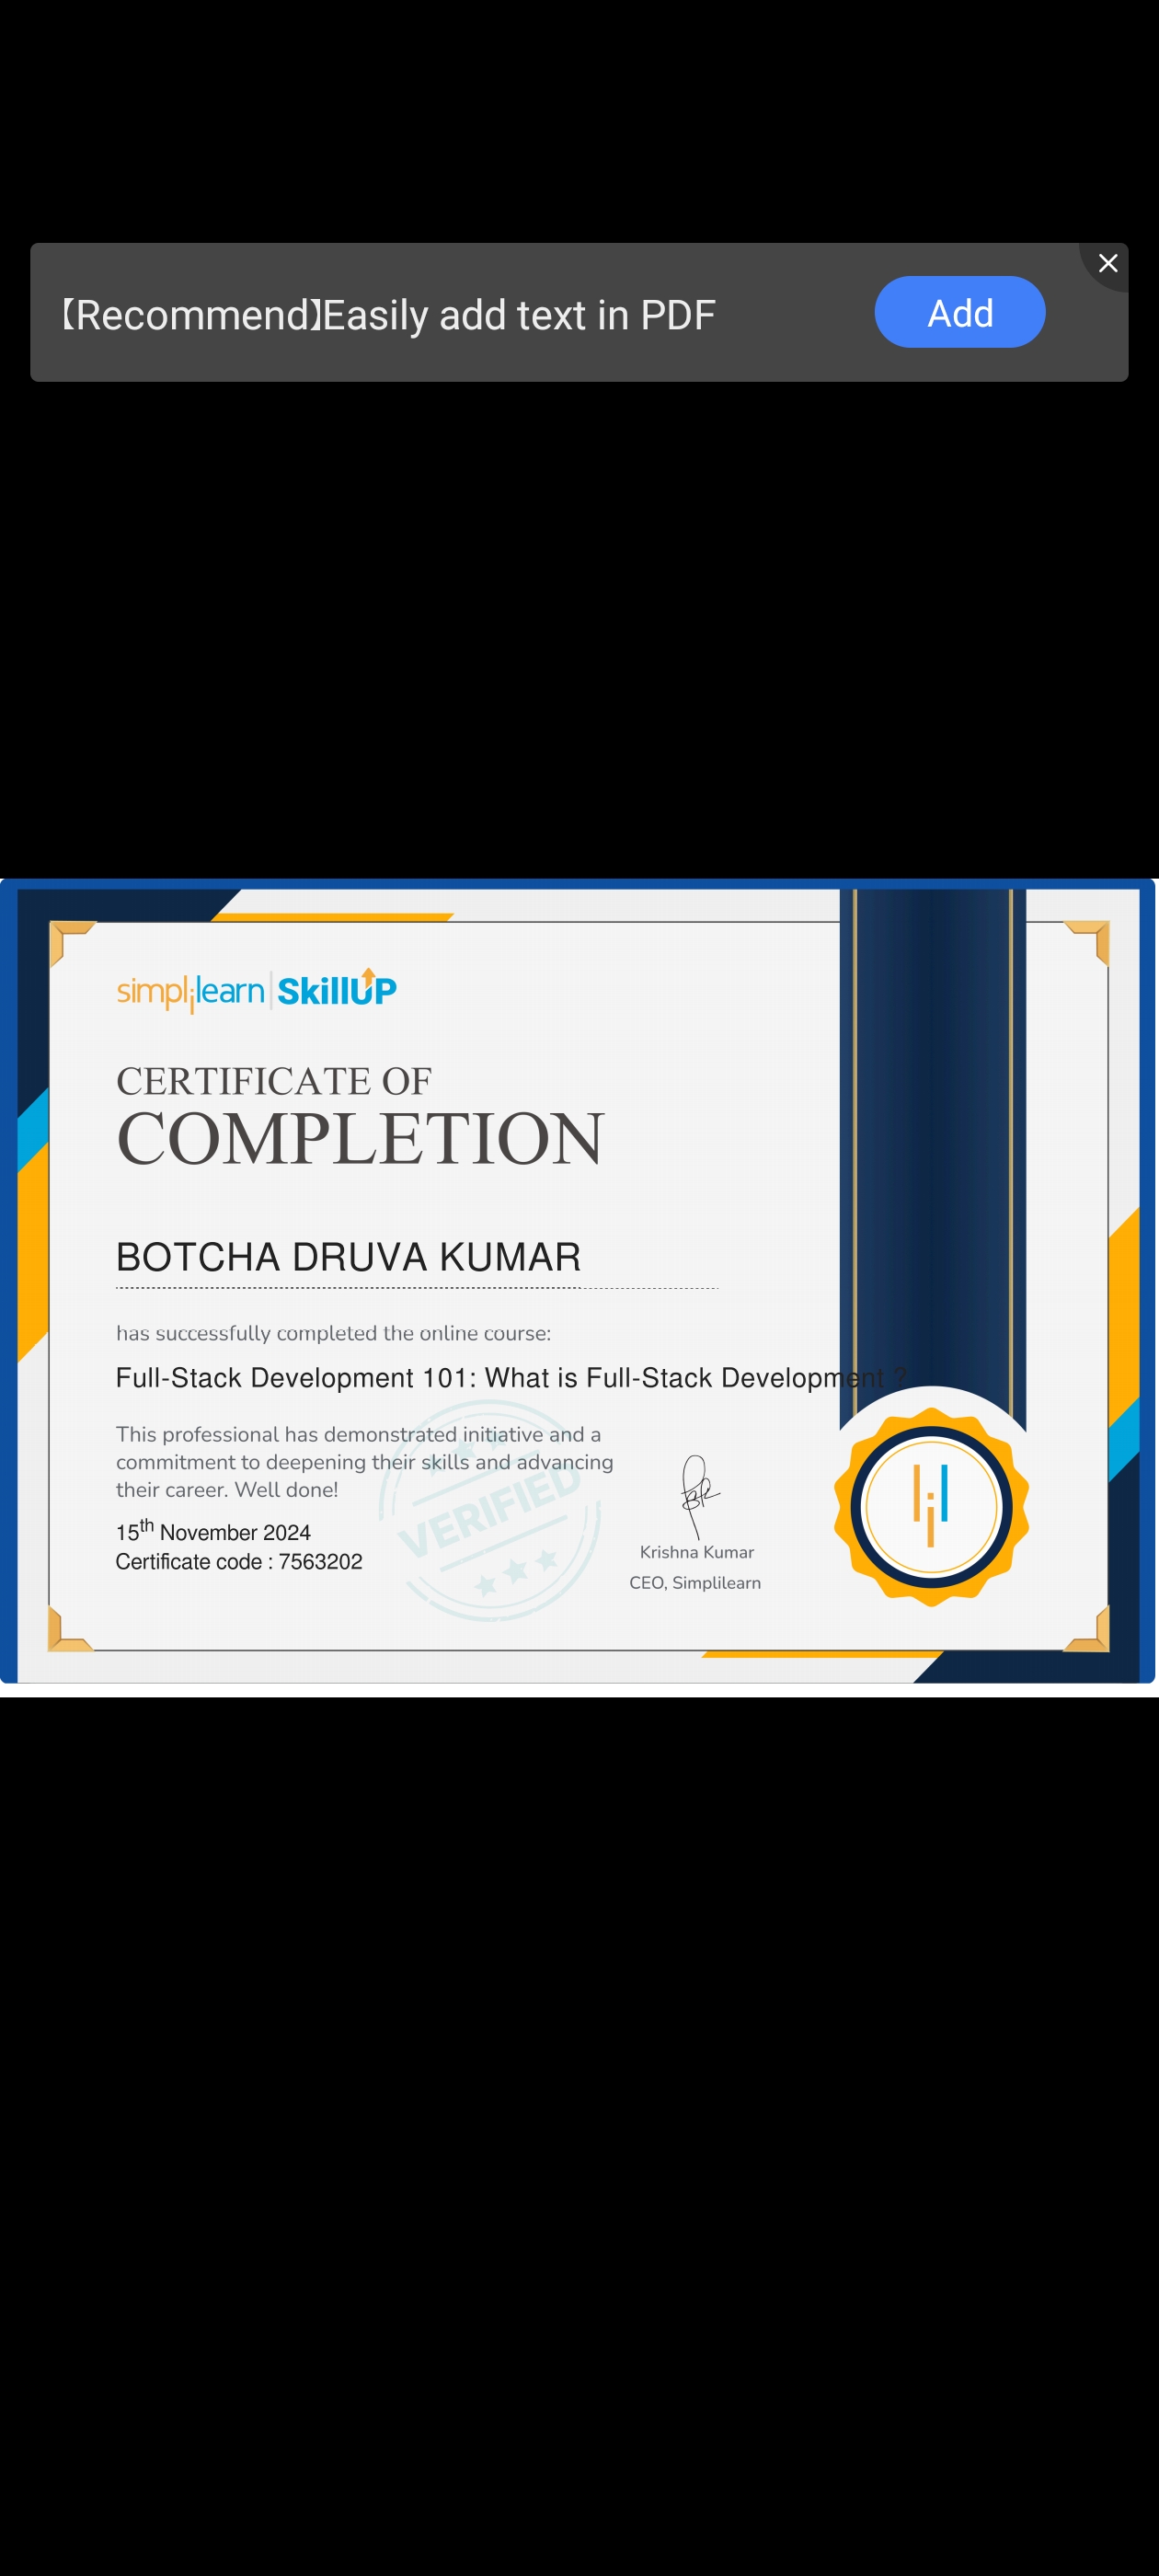 【Recommend】Easily add text in PDF
Add
simplilearn | SkillUP
CERTIFICATE OF
COMPLETION
BOTCHA DRUVA KUMAR
has successfully completed the online course:
Full-Stack Development 101: What is Full-Stack Development ?
This professional has demonstrated initiative and a
commitment to deepening their skills and advancing
their career. Well done!
VERIFIED
15th November 2024
Certificate code : 7563202
Krishna Kumar
CEO, Simplilearn